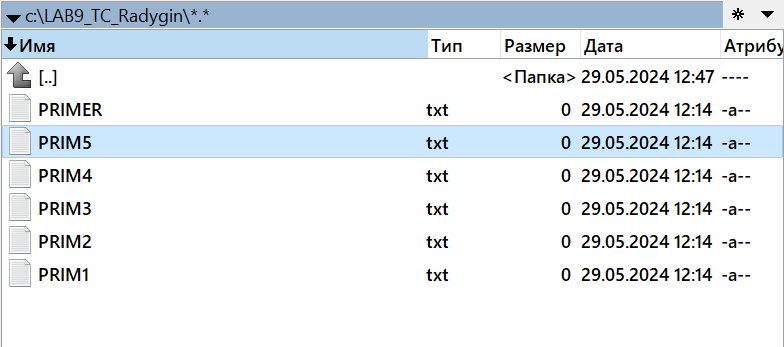 c:\LAB9_TC_Radygin\*.*
Имя Тип Размер Дата Атрибу
[..] <Папка> 29.05.2024 12:47 ----
PRIMER txt 0 29.05.2024 12:14 -a--
PRIM5 txt 0 29.05.2024 12:14 -a--
PRIM4 txt 0 29.05.2024 12:14 -a--
PRIM3 txt 0 29.05.2024 12:14 -a--
PRIM2 txt 0 29.05.2024 12:14 -a--
PRIM1 txt 0 29.05.2024 12:14 -a--